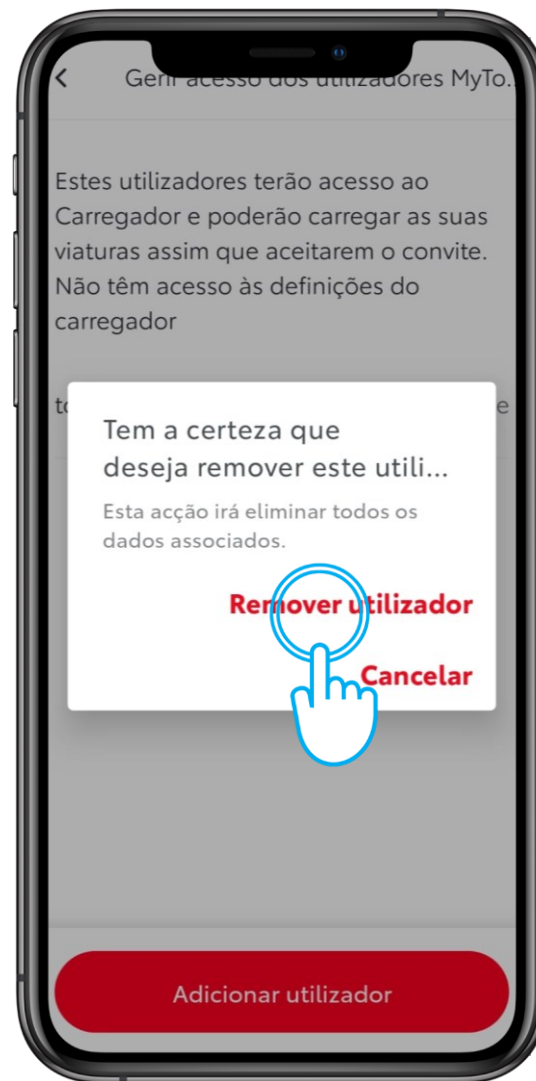 Gerir acesso dos utilizadores MyTo...
Estes utilizadores terão acesso ao
Carregador e poderão carregar as suas
viaturas assim que aceitarem o convite.
Não têm acesso às definições do
carregador
Tem a certeza que
deseja remover este utili...
Esta acção irá eliminar todos os
dados associados.
Remover utilizador
Cancelar
Adicionar utilizador